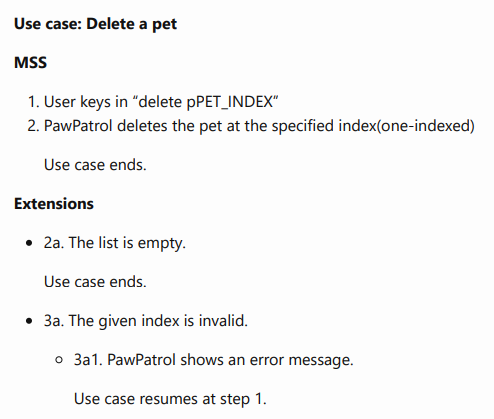 Use case: Delete a pet
MSS
1. User keys in “delete pPET_INDEX”
2. PawPatrol deletes the pet at the specified index(one-indexed)
Use case ends.
Extensions
• 2a. The list is empty.
Use case ends.
• 3a. The given index is invalid.
◦ 3a1. PawPatrol shows an error message.
Use case resumes at step 1.